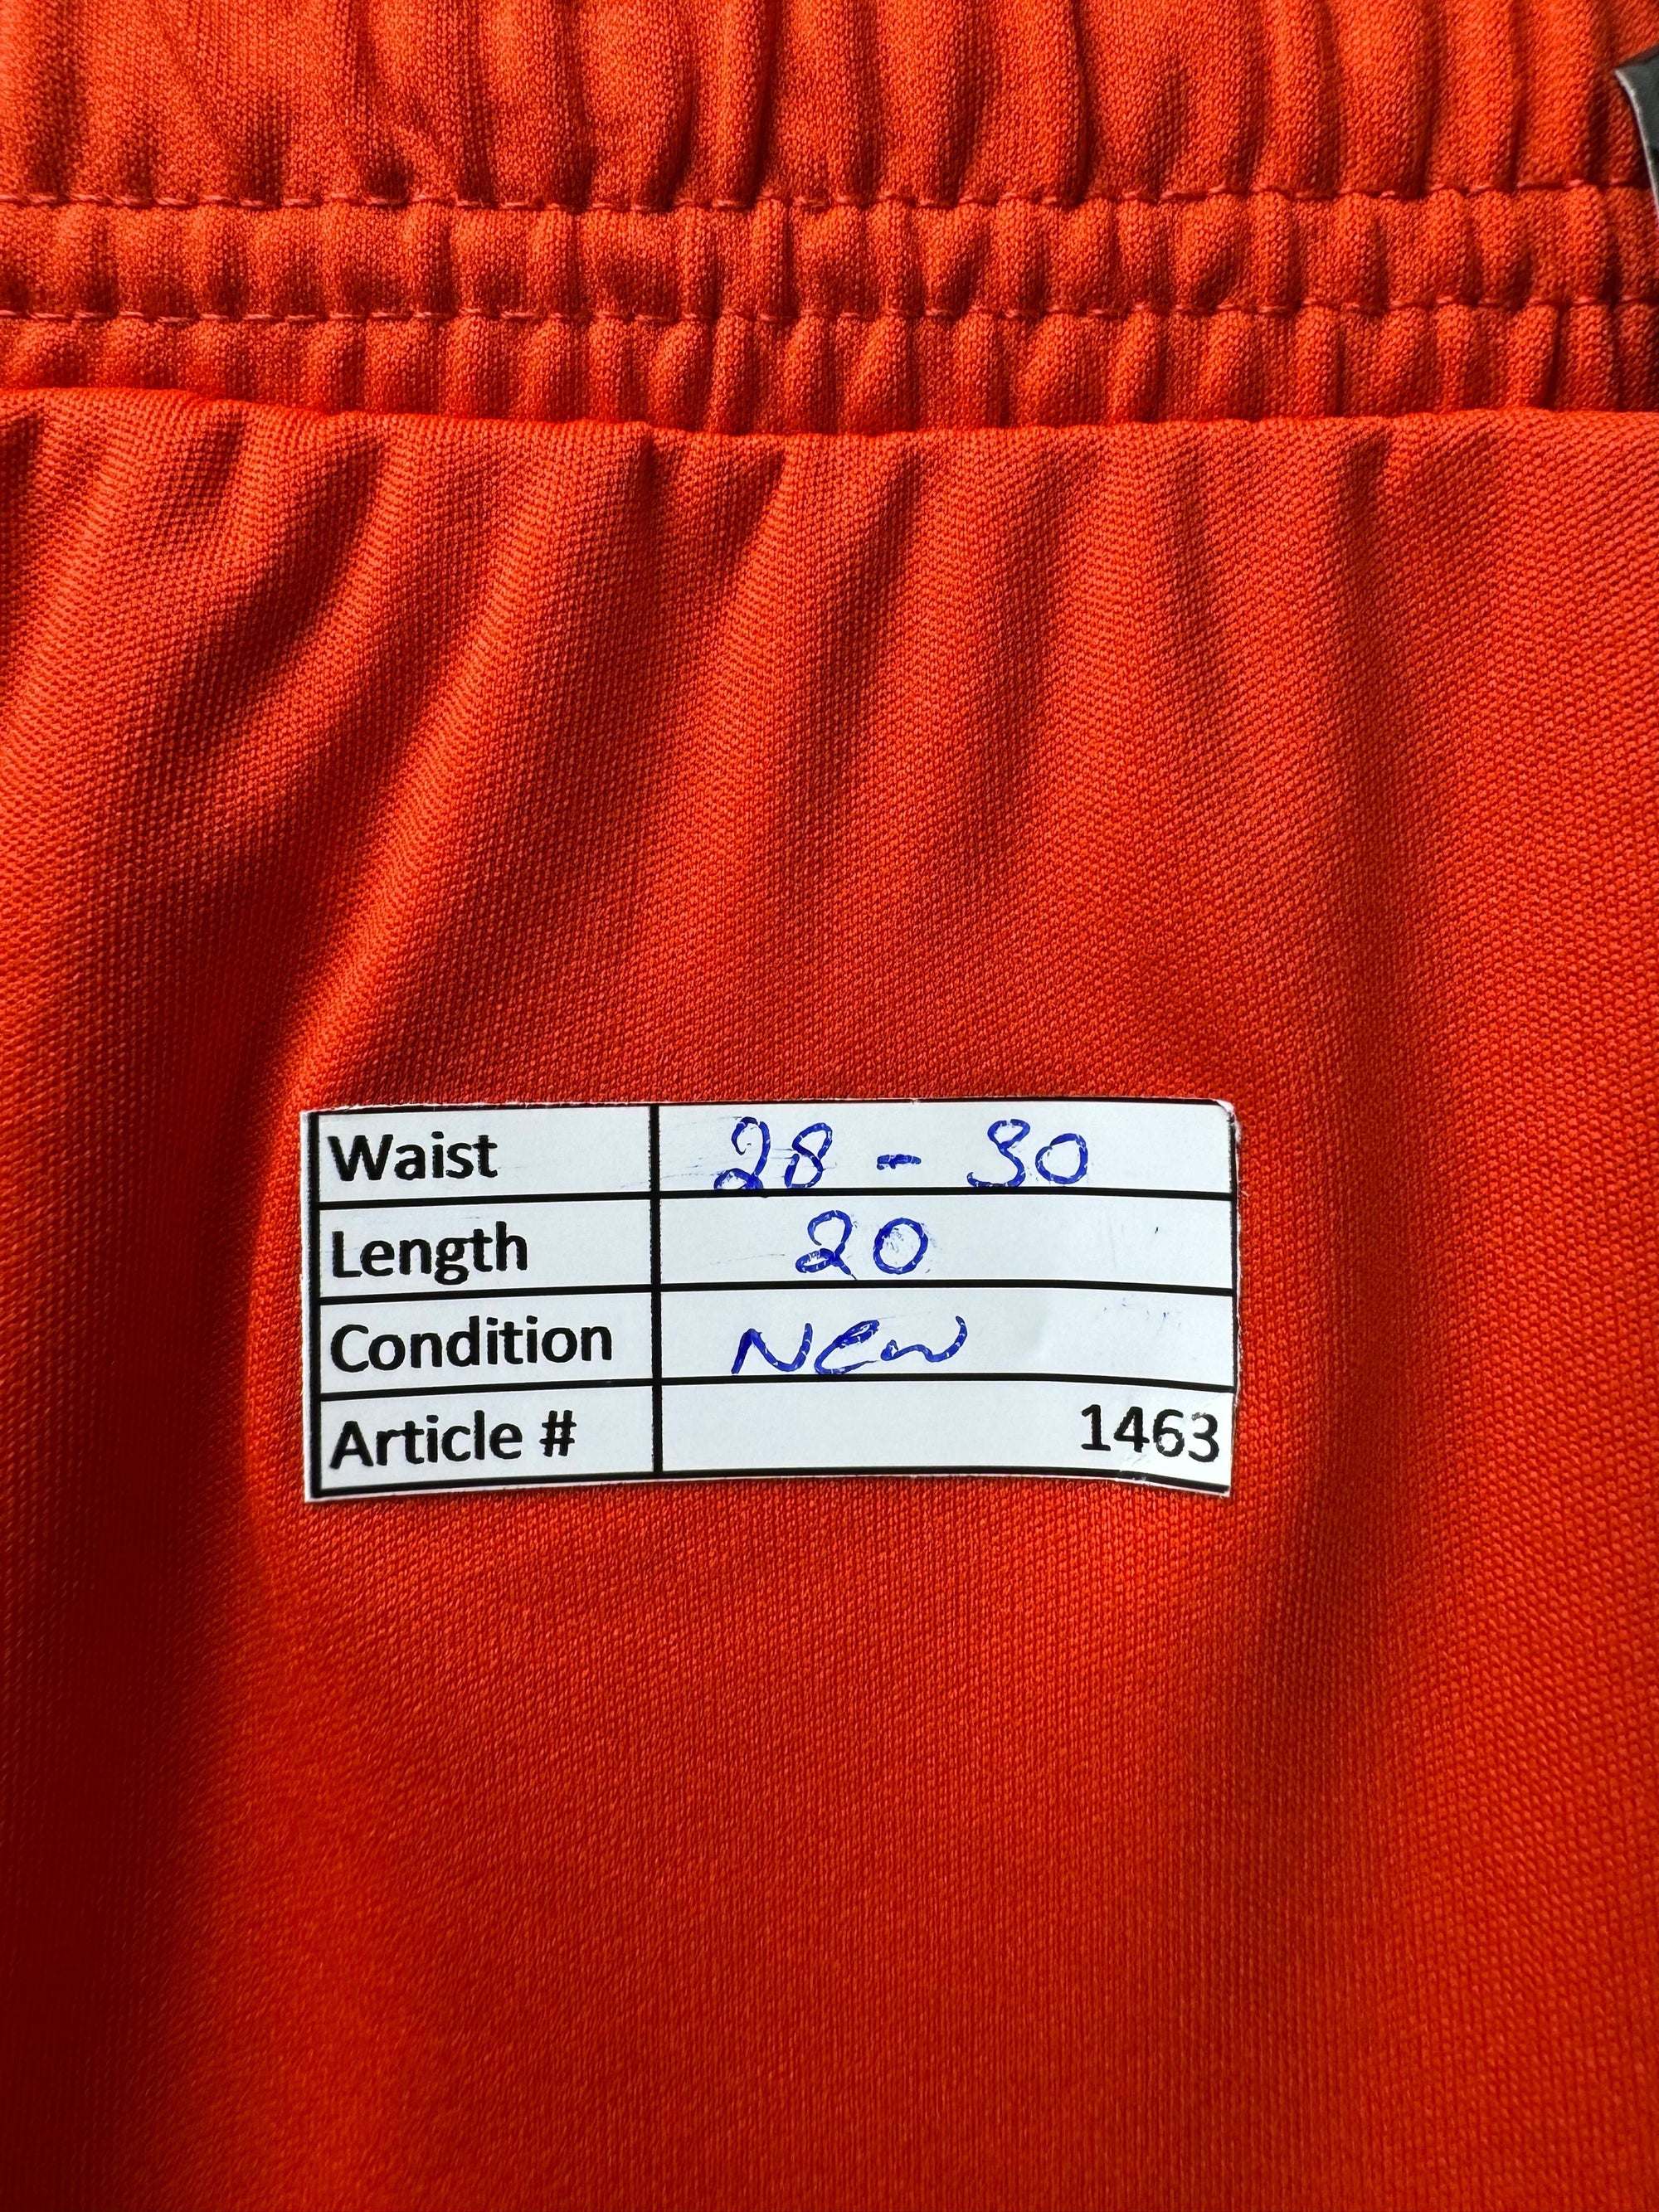 Waist 28 - 30
Length 20
Condition New
Article # 1463